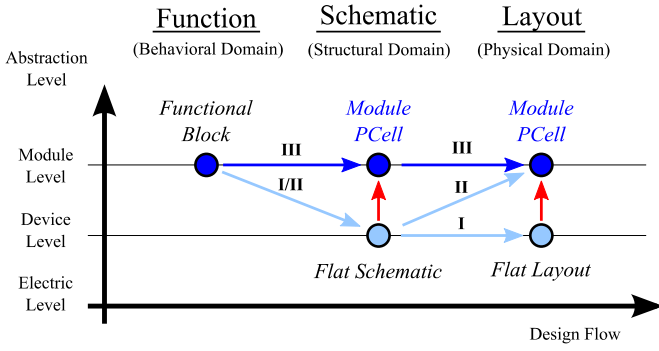 Function
Schematic
Layout
(Behavioral Domain)
(Structural Domain)
(Physical Domain)
Abstraction
Level
Functional
Block
Module
PCell
Module
PCell
Module
Level
III
III
I/II
II
Device
Level
I
Flat Schematic
Flat Layout
Electric
Level
Design Flow